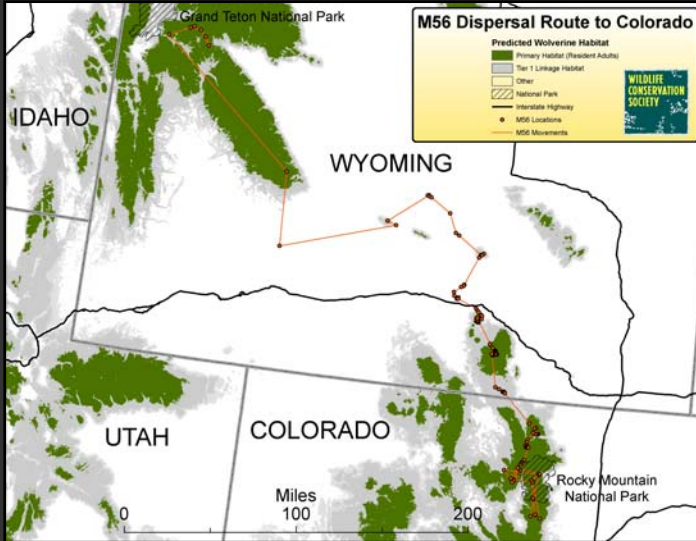 Grand Teton National Park
M56 Dispersal Route to Colorado
Predicted Wolverine Habitat
Primary Habitat (Resident Adults)
Tier 1 Linkage Habitat
Other
National Park
Interstate Highway
M56 Locations
M56 Movements
WILDLIFE
CONSERVATION
SOCIETY
IDAHO
WYOMING
UTAH
COLORADO
Rocky Mountain
National Park
Miles
0
100
200